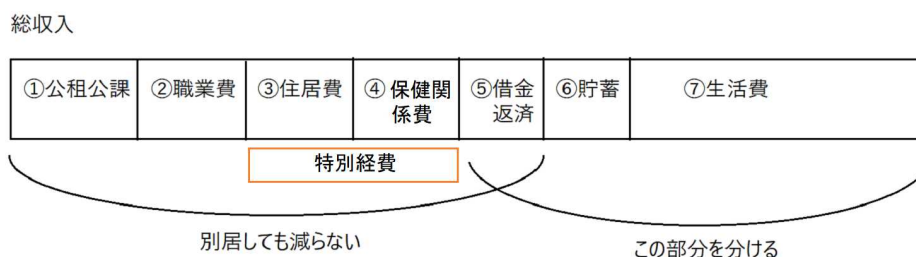 総収入
①公租公課
②職業費
③住居費
④ 保健関
係費
⑤借金
返済
⑥貯蓄
⑦生活費
特別経費
別居しても減らない
この部分を分ける